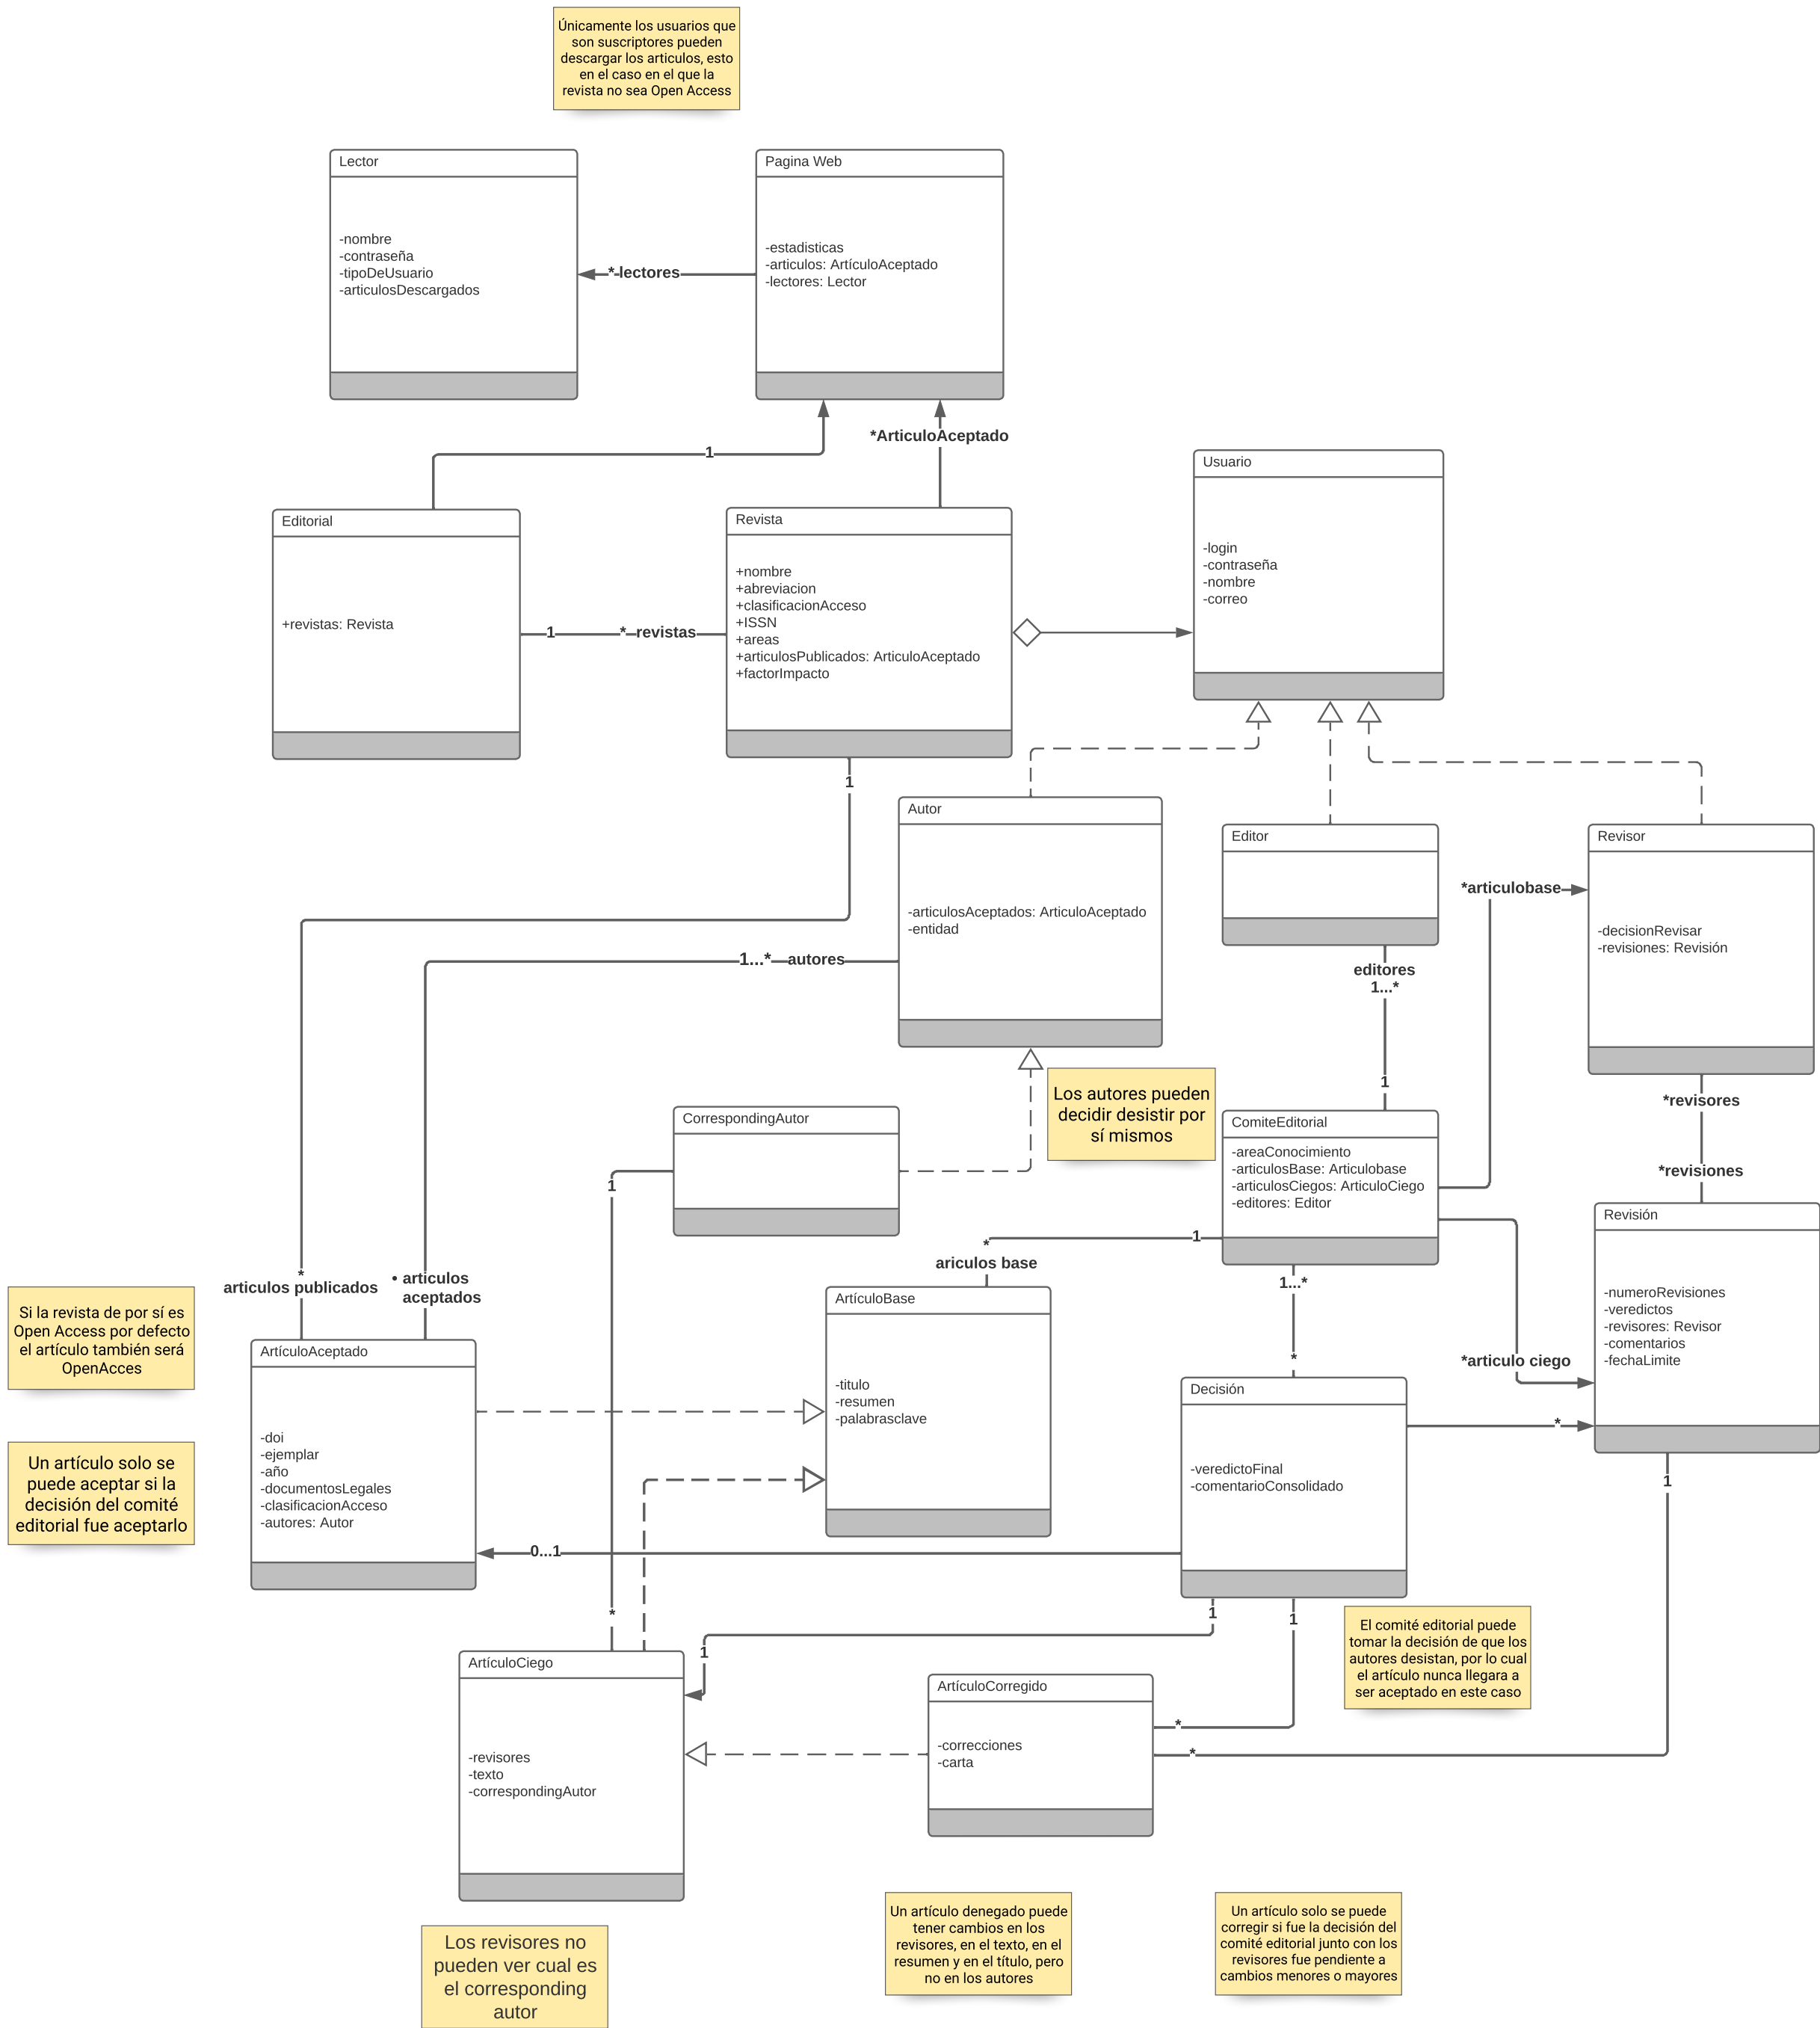 Únicamente los usuarios que
son suscriptores pueden
descargar los articulos, esto
en el caso en el que la
revista no sea Open Access
Lector
-nombre
-contraseña
-tipoDeUsuario
-articulosDescargados
* lectores
Pagina Web
-estadisticas
-articulos: ArtículoAceptado
-lectores: Lector
1
*ArticuloAceptado
Editorial
+revistas: Revista
1
* revistas
Revista
+nombre
+abreviacion
+clasificacionAcceso
+ISSN
+areas
+articulosPublicados: ArticuloAceptado
+factorImpacto
Usuario
-login
-contraseña
-nombre
-correo
1
Autor
-articulosAceptados: ArticuloAceptado
-entidad
1...* autores
Editor
editores
1...*
1
*articulobase
Revisor
-decisionRevisar
-revisiones: Revisión
*revisores
*revisiones
Los autores pueden
decidir desistir por
sí mismos
CorrespondingAutor
1
ComiteEditorial
-areaConocimiento
-articulosBase: Articulobase
-articulosCiegos: ArticuloCiego
-editores: Editor
1
*
ariculos base
1...*
*
*articulo ciego
Revisión
-numeroRevisiones
-veredictos
-revisores: Revisor
-comentarios
-fechaLimite
*
articulos publicados
• articulos
aceptados
Si la revista de por sí es
Open Access por defecto
el artículo también será
OpenAcces
Un artículo solo se
puede aceptar si la
decisión del comité
editorial fue aceptarlo
ArtículoAceptado
-doi
-ejemplar
-año
-documentosLegales
-clasificacionAcceso
-autores: Autor
ArtículoBase
-titulo
-resumen
-palabrasclave
Decisión
-veredictoFinal
-comentarioConsolidado
*
1
0...1
*
1
1
1
El comité editorial puede
tomar la decisión de que los
autores desistan, por lo cual
el artículo nunca llegara a
ser aceptado en este caso
ArtículoCiego
-revisores
-texto
-correspondingAutor
ArtículoCorregido
-correcciones
-carta
*
*
Los revisores no
pueden ver cual es
el corresponding
autor
Un artículo denegado puede
tener cambios en los
revisores, en el texto, en el
resumen y en el título, pero
no en los autores
Un artículo solo se puede
corregir si fue la decisión del
comité editorial junto con los
revisores fue pendiente a
cambios menores o mayores